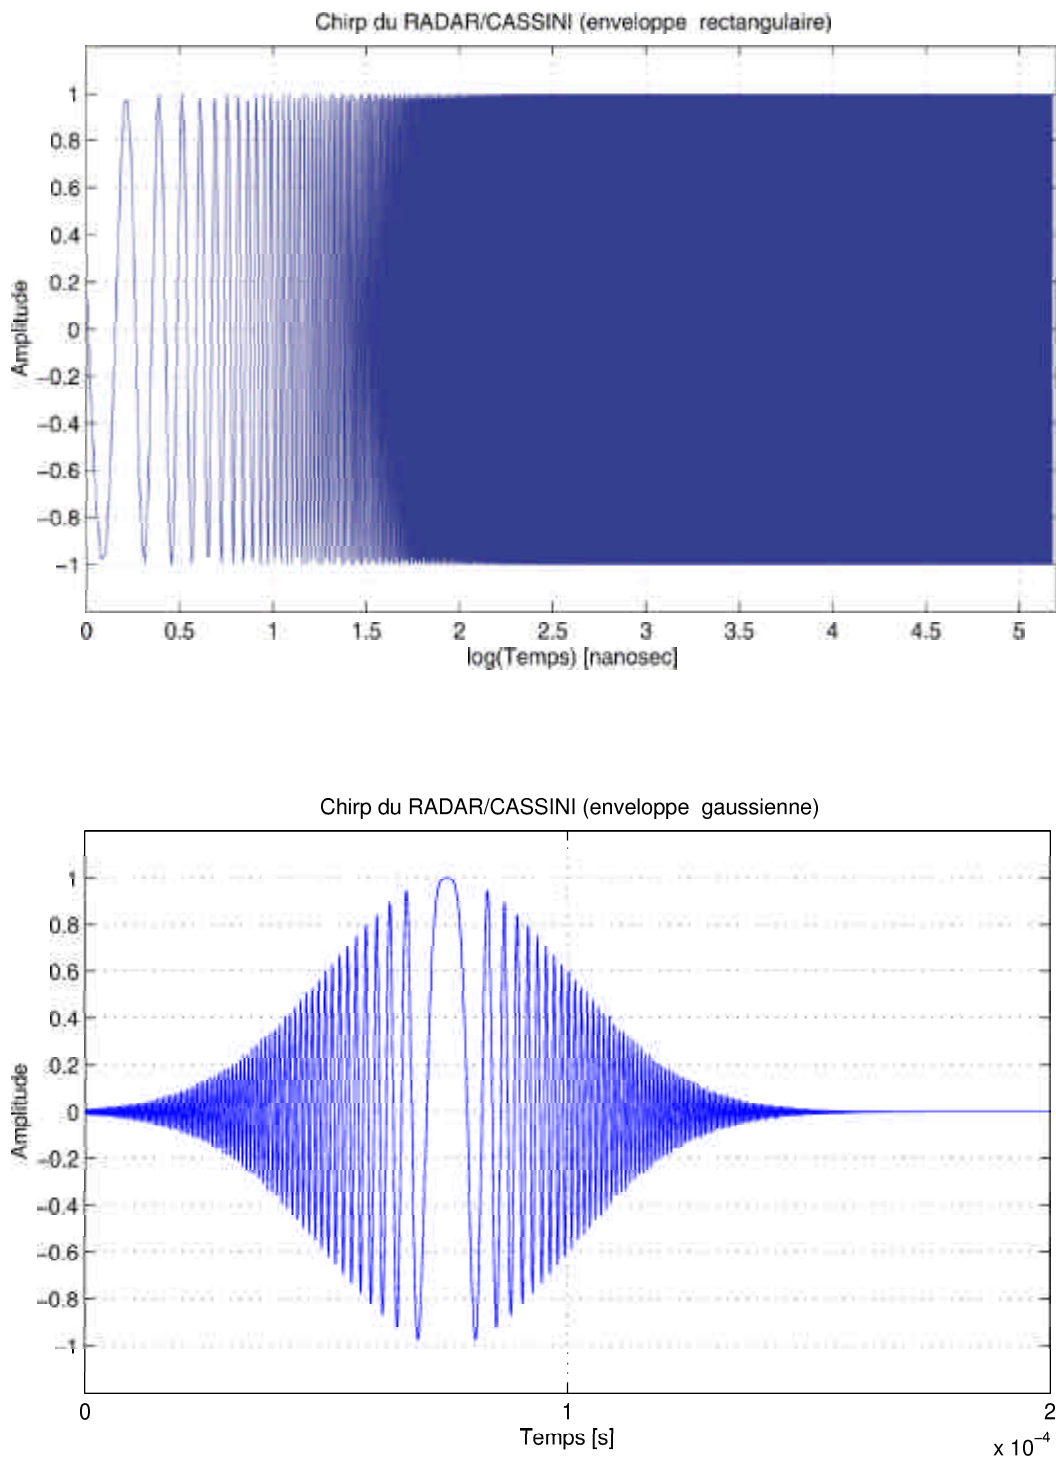 Chirp du RADAR/CASSINI (enveloppe rectangulaire)
1
0.8
0.6
0.4
0.2
0
−0.2
−0.4
−0.6
−0.8
−1
Amplitude
0 0.5 1 1.5 2 2.5 3 3.5 4 4.5 5
log(Temps) [nanosec]
Chirp du RADAR/CASSINI (enveloppe gaussienne)
1
0.8
0.6
0.4
0.2
0
−0.2
−0.4
−0.6
−0.8
−1
Amplitude
0 1 2
Temps [s]
x 10⁻⁴